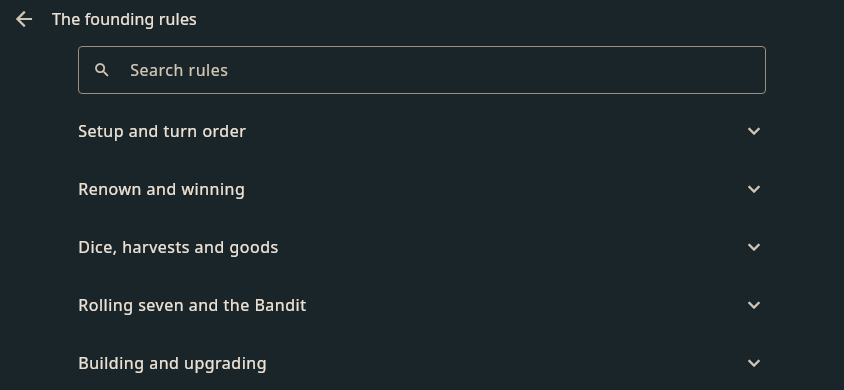 The founding rules
Search rules
Setup and turn order
Renown and winning
Dice, harvests and goods
Rolling seven and the Bandit
Building and upgrading